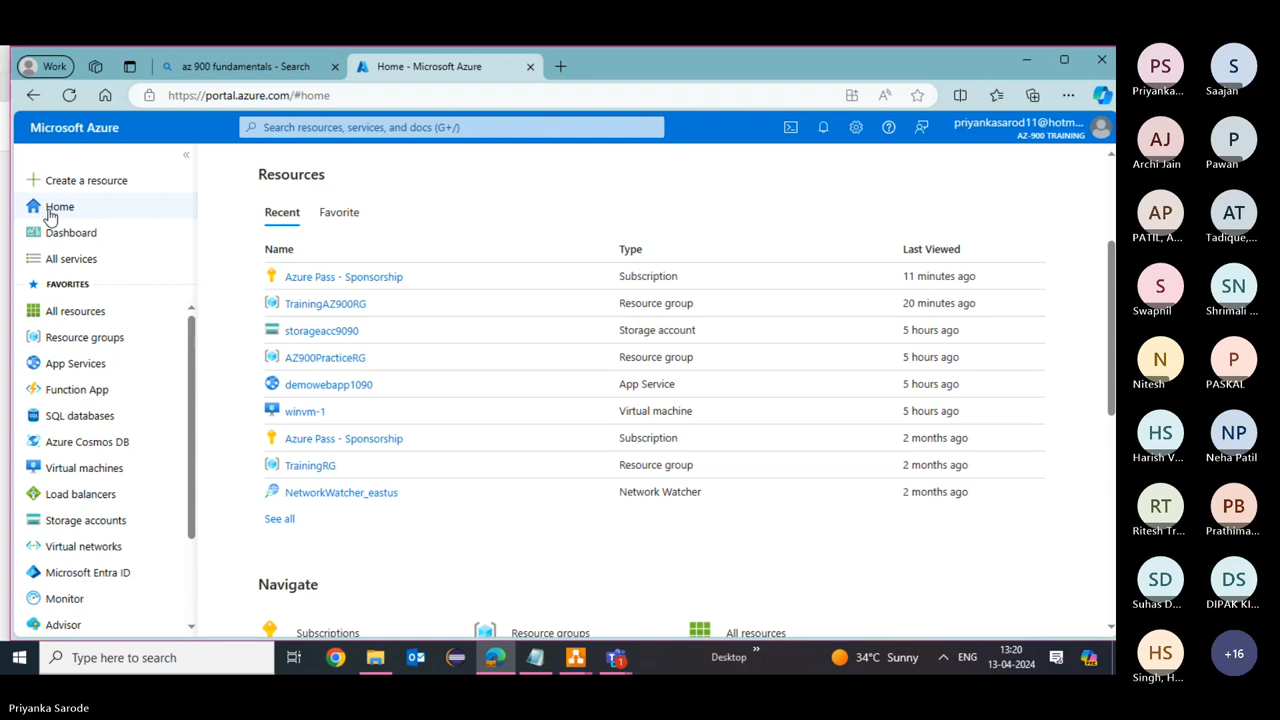 Work
az 900 fundamentals - Search
Home - Microsoft Azure
https://portal.azure.com/#home
Microsoft Azure
Search resources, services, and docs (G+/)
priyankasarod11@hotm...
AZ-900 TRAINING
Create a resource
Home
Dashboard
All services
FAVORITES
All resources
Resource groups
App Services
Function App
SQL databases
Azure Cosmos DB
Virtual machines
Load balancers
Storage accounts
Virtual networks
Microsoft Entra ID
Monitor
Advisor
Resources
Recent Favorite
Name Type Last Viewed
Azure Pass - Sponsorship Subscription 11 minutes ago
TrainingAZ900RG Resource group 20 minutes ago
storageacc9090 Storage account 5 hours ago
AZ900PracticeRG Resource group 5 hours ago
demowebapp1090 App Service 5 hours ago
winvm-1 Virtual machine 5 hours ago
Azure Pass - Sponsorship Subscription 2 months ago
TrainingRG Resource group 2 months ago
NetworkWatcher_eastus Network Watcher 2 months ago
See all
Navigate
Subscriptions Resource groups All resources
Type here to search
1
Desktop
34°C Sunny
ENG
13:20
13-04-2024
PS S
Priyanka... Saajan
AJ P
Archi Jain Pawan
AP AT
PATIL, A... Tadique,...
S SN
Swapnil Shrimali ...
N P
Nitesh PASKAL
HS NP
Harish V... Neha Patil
RT PB
Ritesh Tr... Prathima...
SD DS
Suhas D... DIPAK KI...
HS +16
Singh, H...
Priyanka Sarode